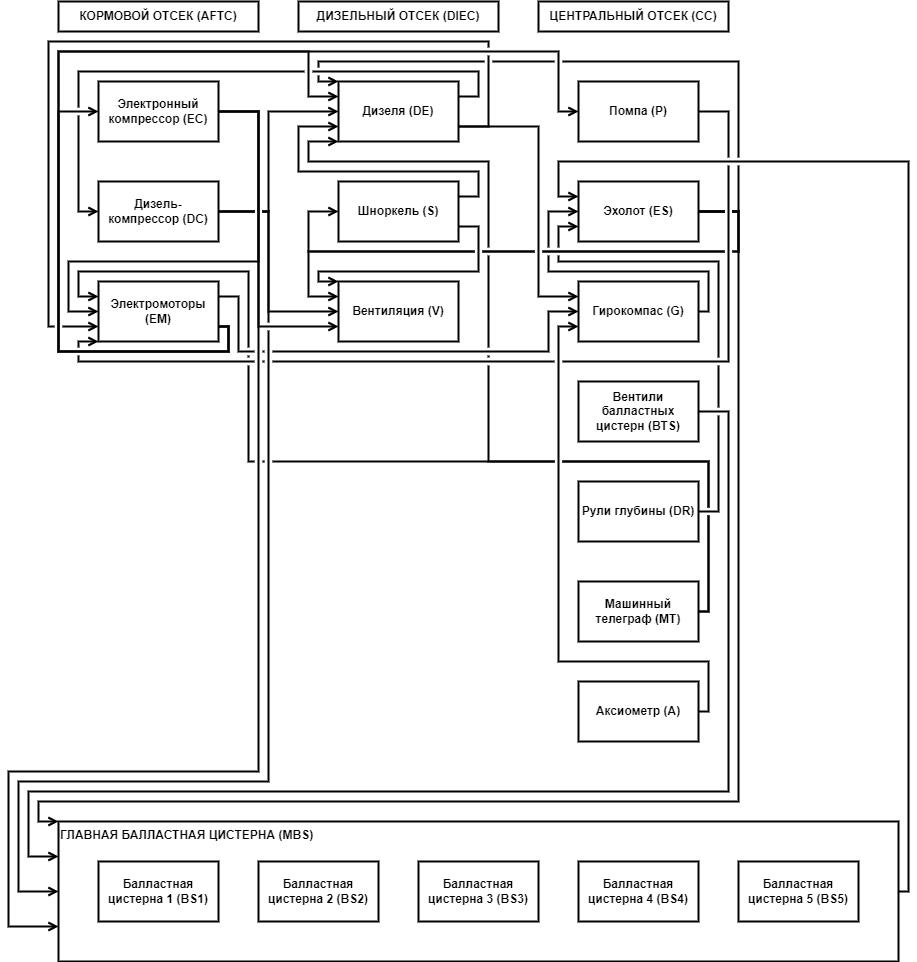 КОРМОВОЙ ОТСЕК (AFTC)
ДИЗЕЛЬНЫЙ ОТСЕК (DIEC)
ЦЕНТРАЛЬНЫЙ ОТСЕК (CC)
Электронный
компрессор (EC)
Дизеля (DE)
Помпа (P)
Дизель-
компрессор (DC)
Шноркель (S)
Эхолот (ES)
Электромоторы
(EM)
Вентиляция (V)
Гирокомпас (G)
Вентили
балластных
цистерн (BTS)
Рули глубины (DR)
Машинный
телеграф (MT)
Аксиометр (A)
ГЛАВНАЯ БАЛЛАСТНАЯ ЦИСТЕРНА (MBS)
Балластная
цистерна 1 (BS1)
Балластная
цистерна 2 (BS2)
Балластная
цистерна 3 (BS3)
Балластная
цистерна 4 (BS4)
Балластная
цистерна 5 (BS5)